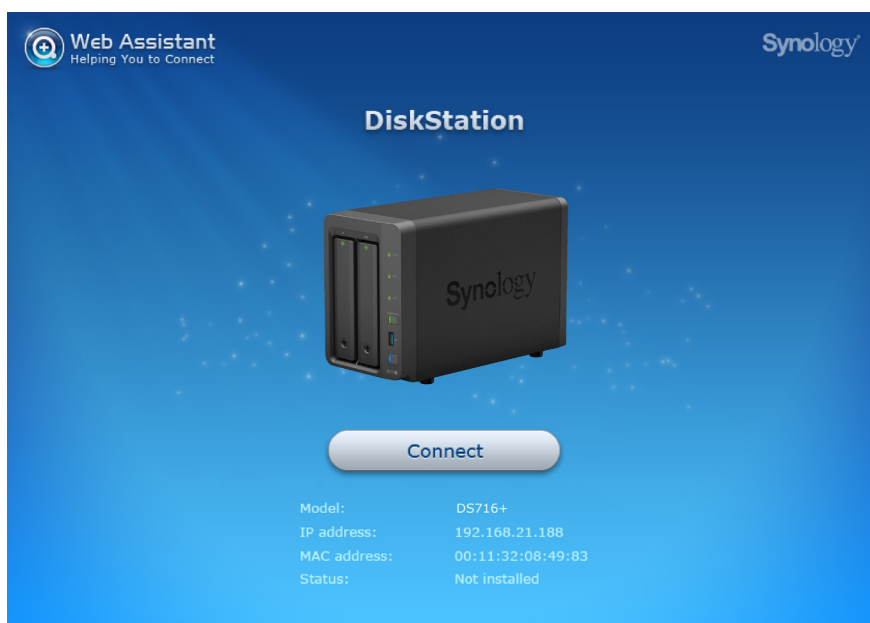 Web Assistant
Helping You to Connect
Synology
DiskStation
Synology
Connect
Model: DS716+
IP address: 192.168.21.188
MAC address: 00:11:32:08:49:83
Status: Not installed